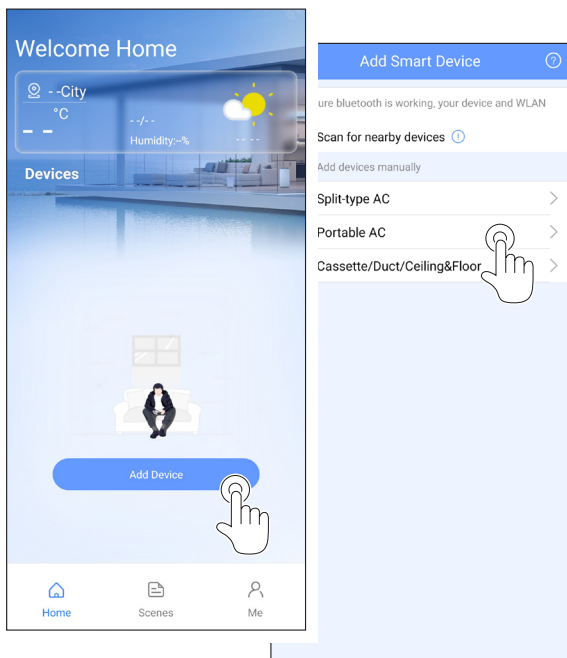 Welcome Home
- -City
°C
- -
- -/- -
Humidity:--%
- - - -
Devices
Add Device
Home
Scenes
Me
Add Smart Device
?
ure bluetooth is working, your device and WLAN
Scan for nearby devices
Add devices manually
Split-type AC
Portable AC
Cassette/Duct/Ceiling&Floor